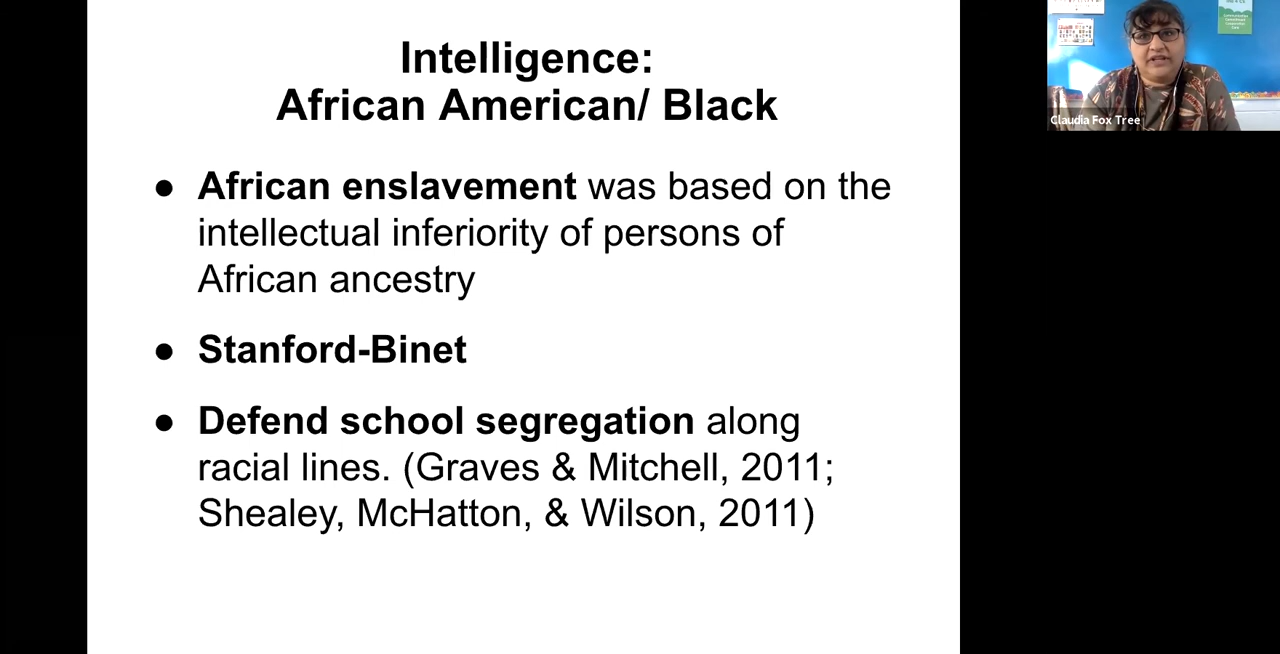 Intelligence:
African American/ Black
● African enslavement was based on the
intellectual inferiority of persons of
African ancestry
● Stanford-Binet
● Defend school segregation along
racial lines. (Graves & Mitchell, 2011;
Shealey, McHatton, & Wilson, 2011)
Claudia Fox Tree